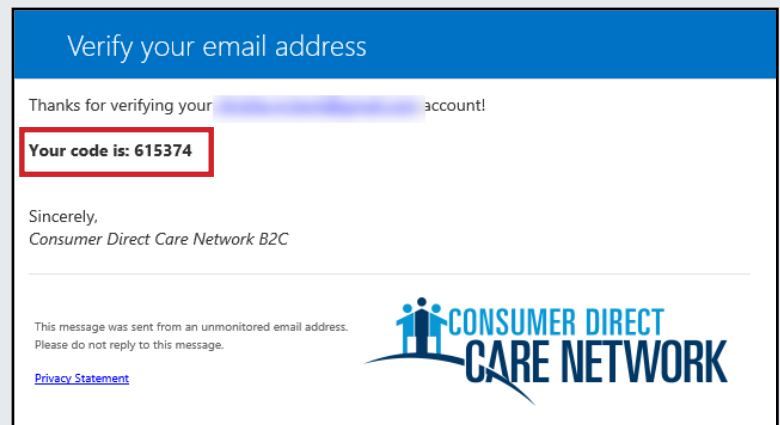 Verify your email address
Thanks for verifying your account!
Your code is: 615374
Sincerely,
Consumer Direct Care Network B2C
This message was sent from an unmonitored email address.
Please do not reply to this message.
Privacy Statement
CONSUMER DIRECT
CARE NETWORK